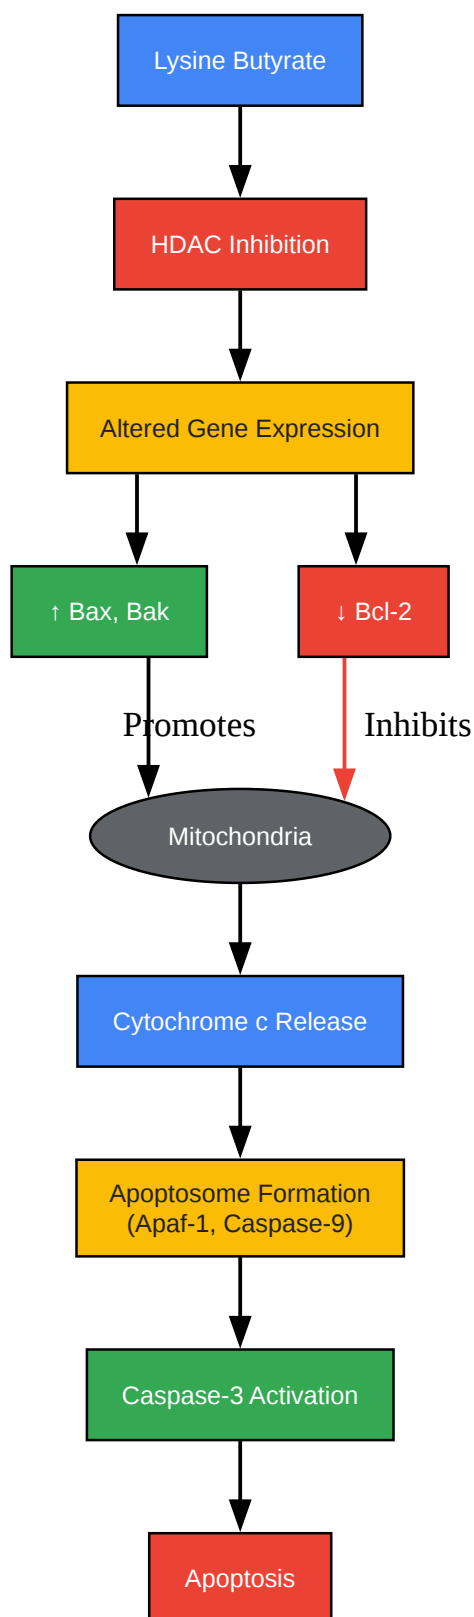 Lysine Butyrate
HDAC Inhibition
Altered Gene Expression
↑ Bax, Bak
↓ Bcl-2
Promotes
Inhibits
Mitochondria
Cytochrome c Release
Apoptosome Formation
(Apaf-1, Caspase-9)
Caspase-3 Activation
Apoptosis